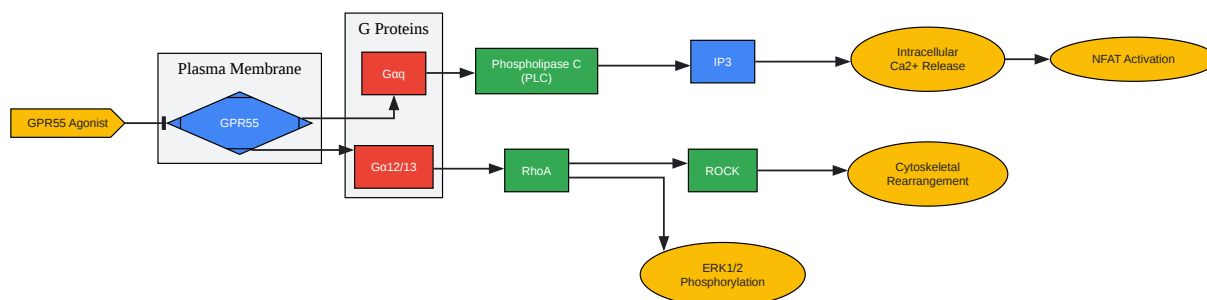 G Proteins
Plasma Membrane
GPR55 Agonist
GPR55
Gαq
Gα12/13
Phospholipase C
(PLC)
IP3
Intracellular
Ca2+ Release
NFAT Activation
RhoA
ROCK
Cytoskeletal
Rearrangement
ERK1/2
Phosphorylation